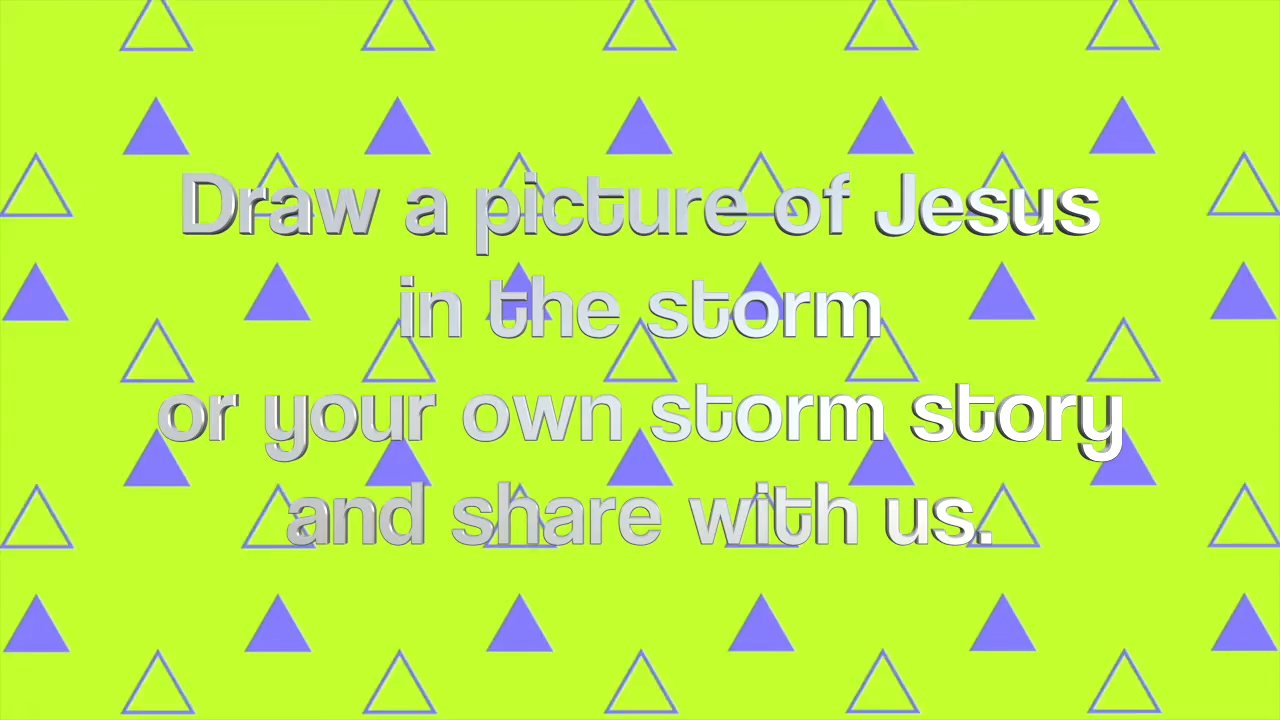 Draw a picture of Jesus
in the storm
or your own storm story
and share with us.